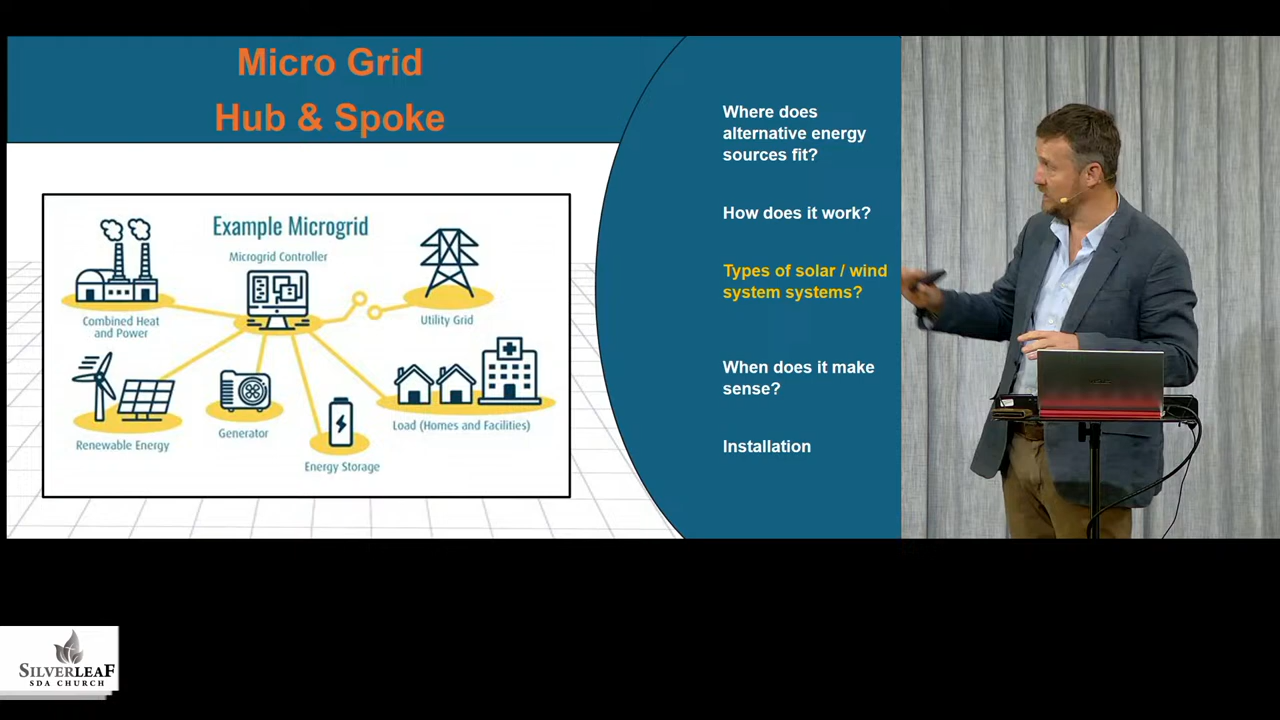 Micro Grid
Hub & Spoke
Example Microgrid
Microgrid Controller
Combined Heat
and Power
Utility Grid
Renewable Energy
Generator
Energy Storage
Load (Homes and Facilities)
Where does
alternative energy
sources fit?
How does it work?
Types of solar / wind
system systems?
When does it make
sense?
Installation
SILVERLEAF
SDA CHURCH